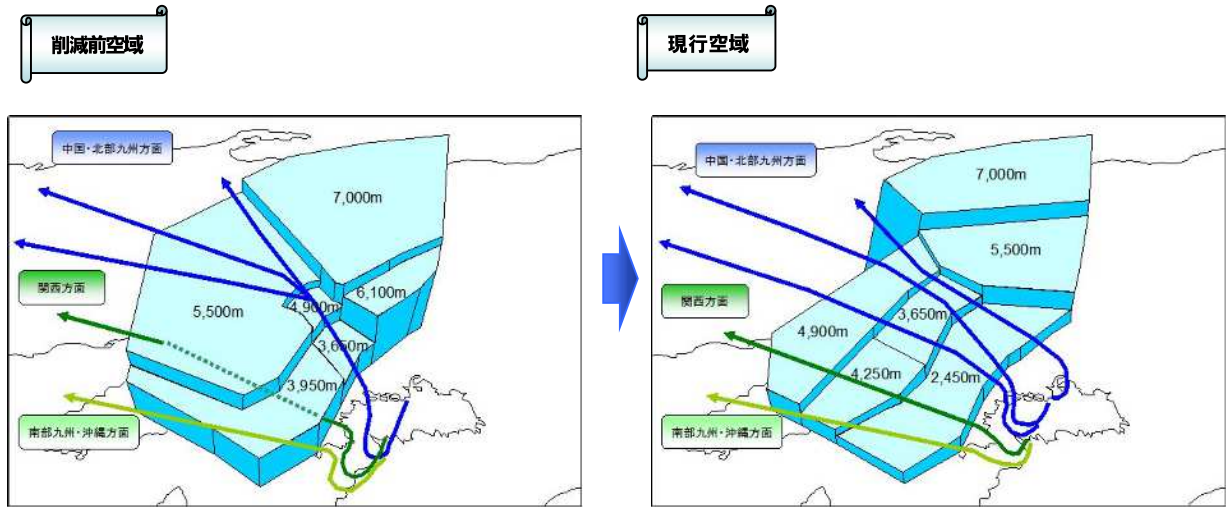 削減前空域
現行空域
中国・北部九州方面
7,000m
6,100m
関西方面
5,500m
4,900m
3,650m
3,950m
南部九州・沖縄方面
中国・北部九州方面
7,000m
5,500m
関西方面
3,650m
4,900m
4,250m
2,450m
南部九州・沖縄方面